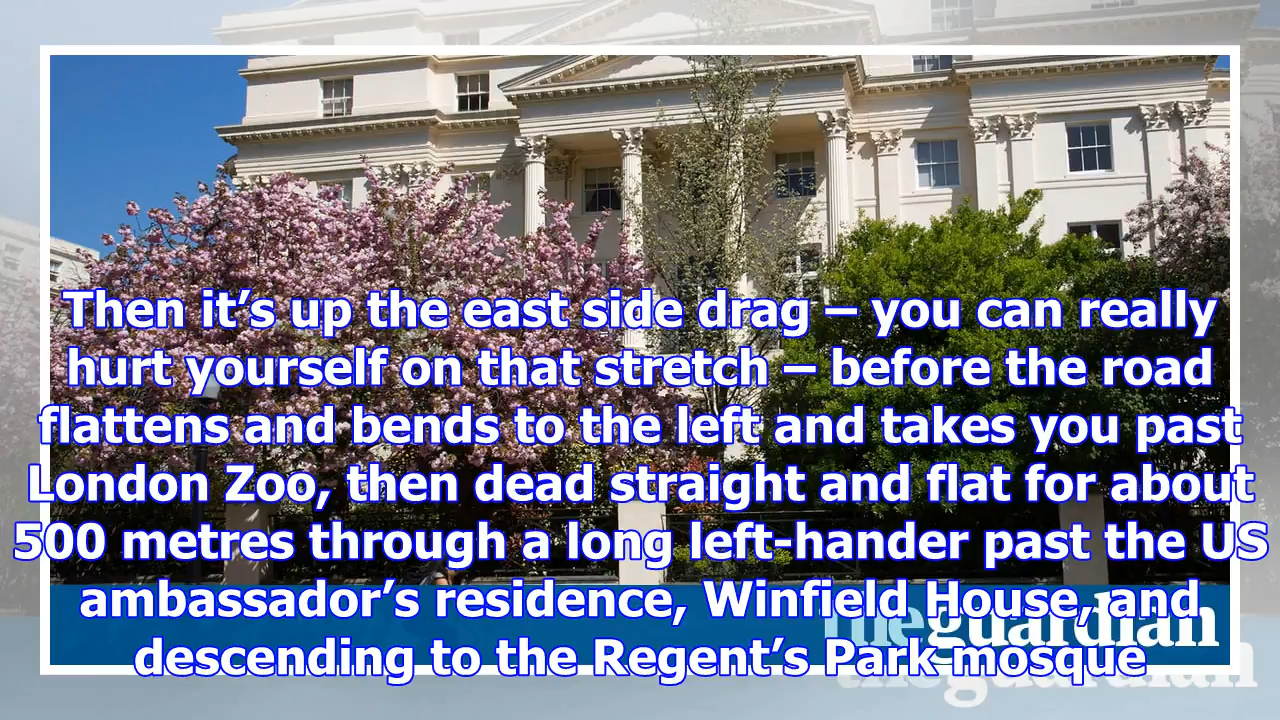 Then it’s up the east side drag – you can really
hurt yourself on that stretch – before the road
flattens and bends to the left and takes you past
London Zoo, then dead straight and flat for about
500 metres through a long left-hander past the US
ambassador’s residence, Winfield House, and
descending to the Regent’s Park mosque
theguardian
theguardian